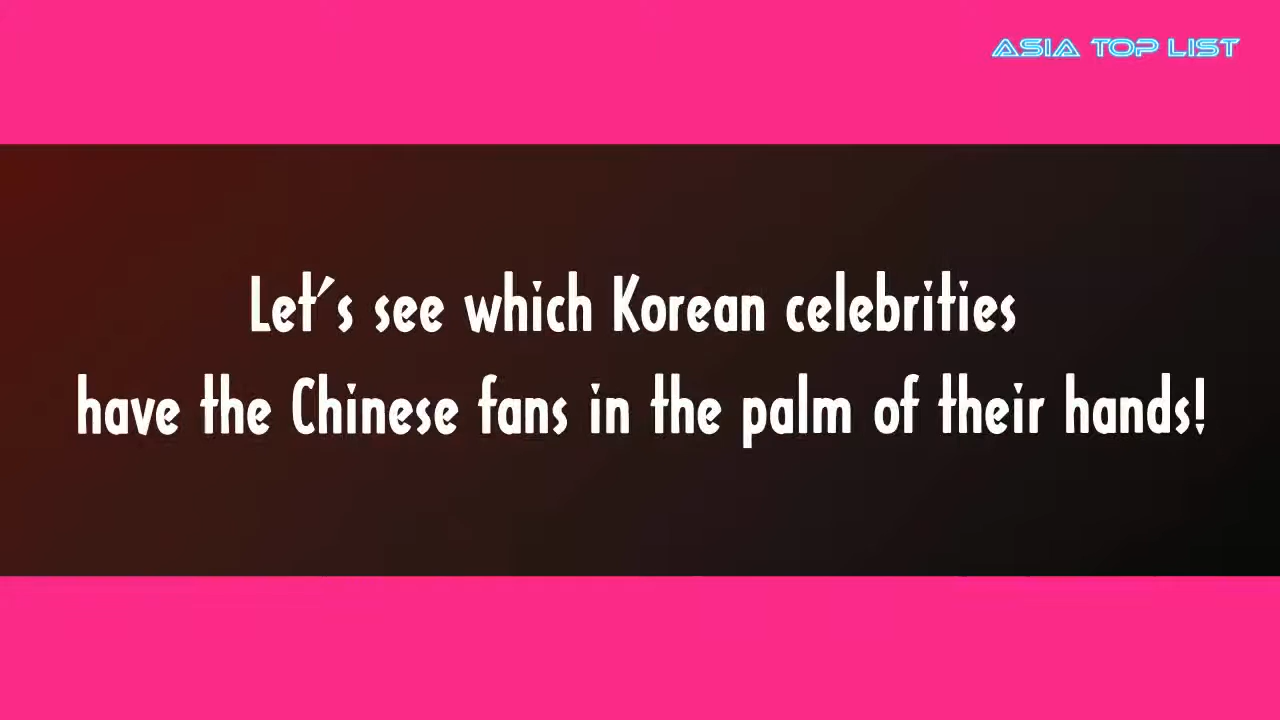 ASIA TOP LIST
Let's see which Korean celebrities
have the Chinese fans in the palm of their hands!